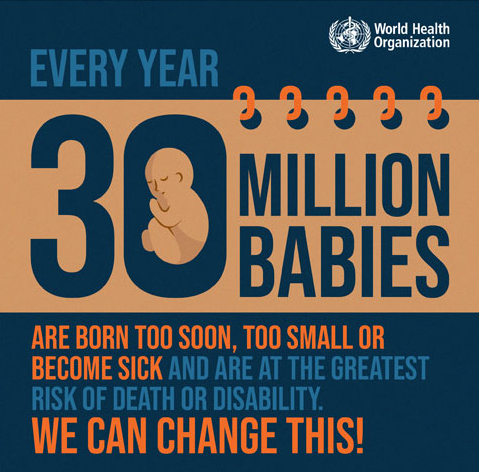 World Health
Organization
EVERY YEAR
30 MILLION
BABIES
ARE BORN TOO SOON, TOO SMALL OR
BECOME SICK AND ARE AT THE GREATEST
RISK OF DEATH OR DISABILITY.
WE CAN CHANGE THIS!